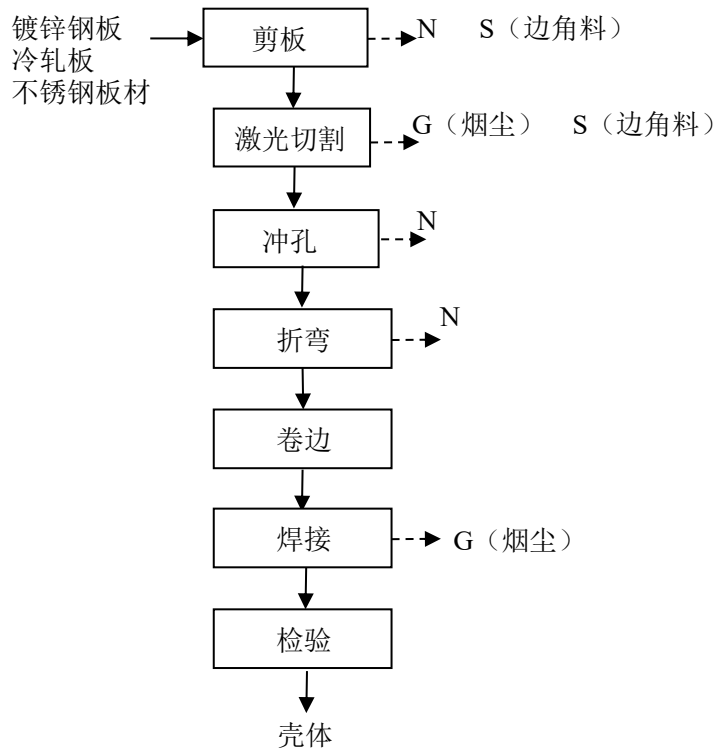 镀锌钢板
冷轧板
不锈钢板材
剪板
N S（边角料）
激光切割
G（烟尘） S（边角料）
冲孔
N
折弯
N
卷边
焊接
G（烟尘）
检验
壳体